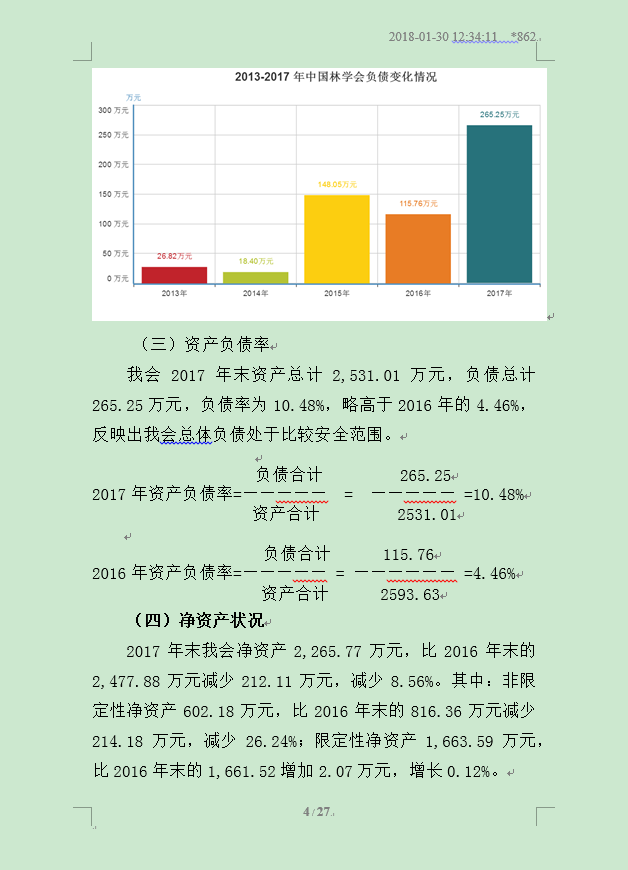 2018-01-30 12:34:11 *862
2013-2017 年中国林学会负债变化情况
万元
300 万元
250 万元
200 万元
150 万元
100 万元
50 万元
0 万元
26.82万元
18.40万元
148.05万元
115.76万元
265.25万元
2013年
2014年
2015年
2016年
2017年
（三）资产负债率
我会 2017 年末资产总计 2,531.01 万元，负债总计
265.25 万元，负债率为 10.48%，略高于 2016 年的 4.46%，
反映出我会总体负债处于比较安全范围。
负债合计 265.25
2017 年资产负债率=—————— = —————— =10.48%
资产合计 2531.01
负债合计 115.76
2016 年资产负债率=—————— = —————— =4.46%
资产合计 2593.63
（四）净资产状况
2017 年末我会净资产 2,265.77 万元，比 2016 年末的
2,477.88 万元减少 212.11 万元，减少 8.56%。其中：非限
定性净资产 602.18 万元，比 2016 年末的 816.36 万元减少
214.18 万元，减少 26.24%；限定性净资产 1,663.59 万元，
比 2016 年末的 1,661.52 增加 2.07 万元，增长 0.12%。
4 / 27